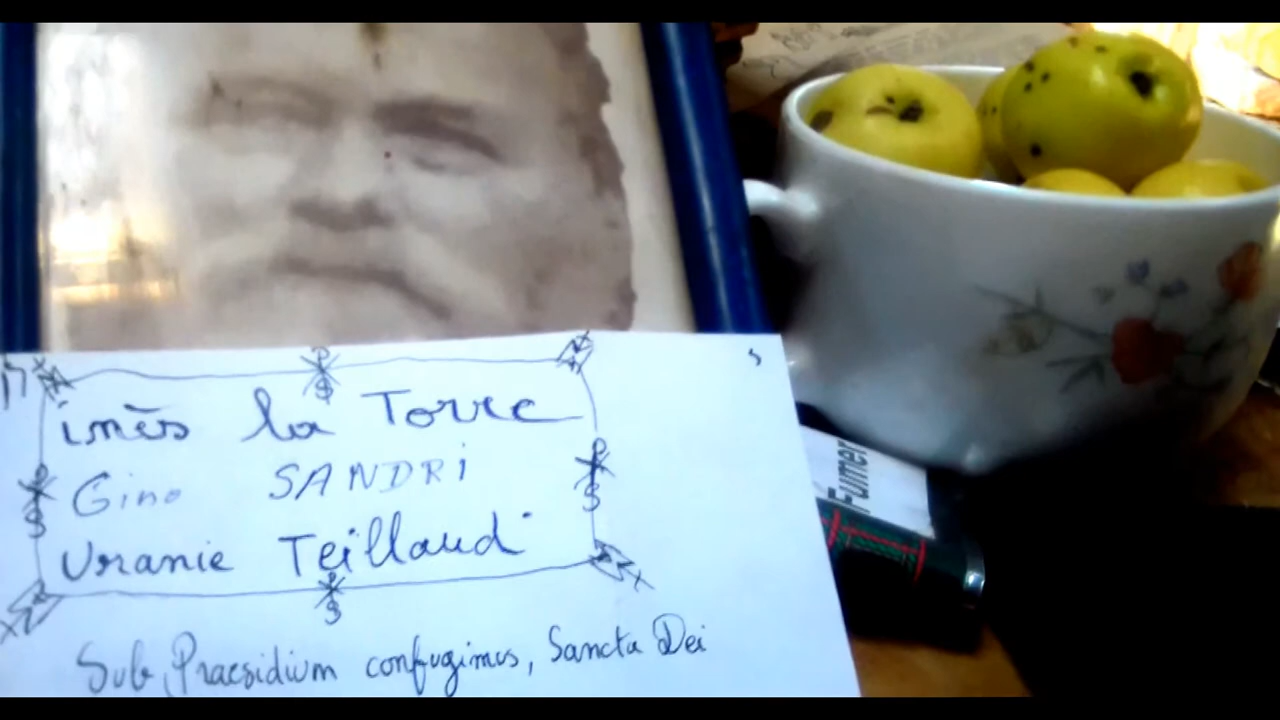 inès la Torre
Gino SANDRI
Uranie Teillaud
Sub Praesidium confugimus, Sancta Dei
Fumer